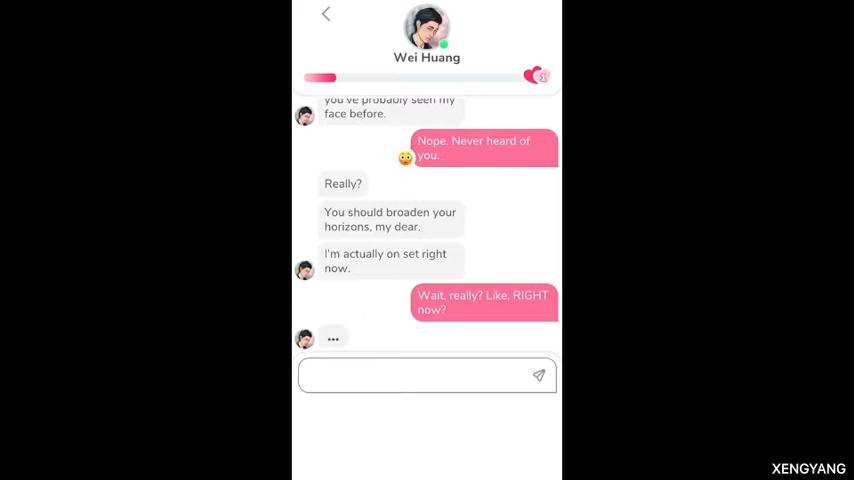 Wei Huang
1
you've probably seen my
face before.
Nope. Never heard of
you.
Really?
You should broaden your
horizons, my dear.
I'm actually on set right
now.
Wait, really? Like, RIGHT
now?
...
XENGYANG